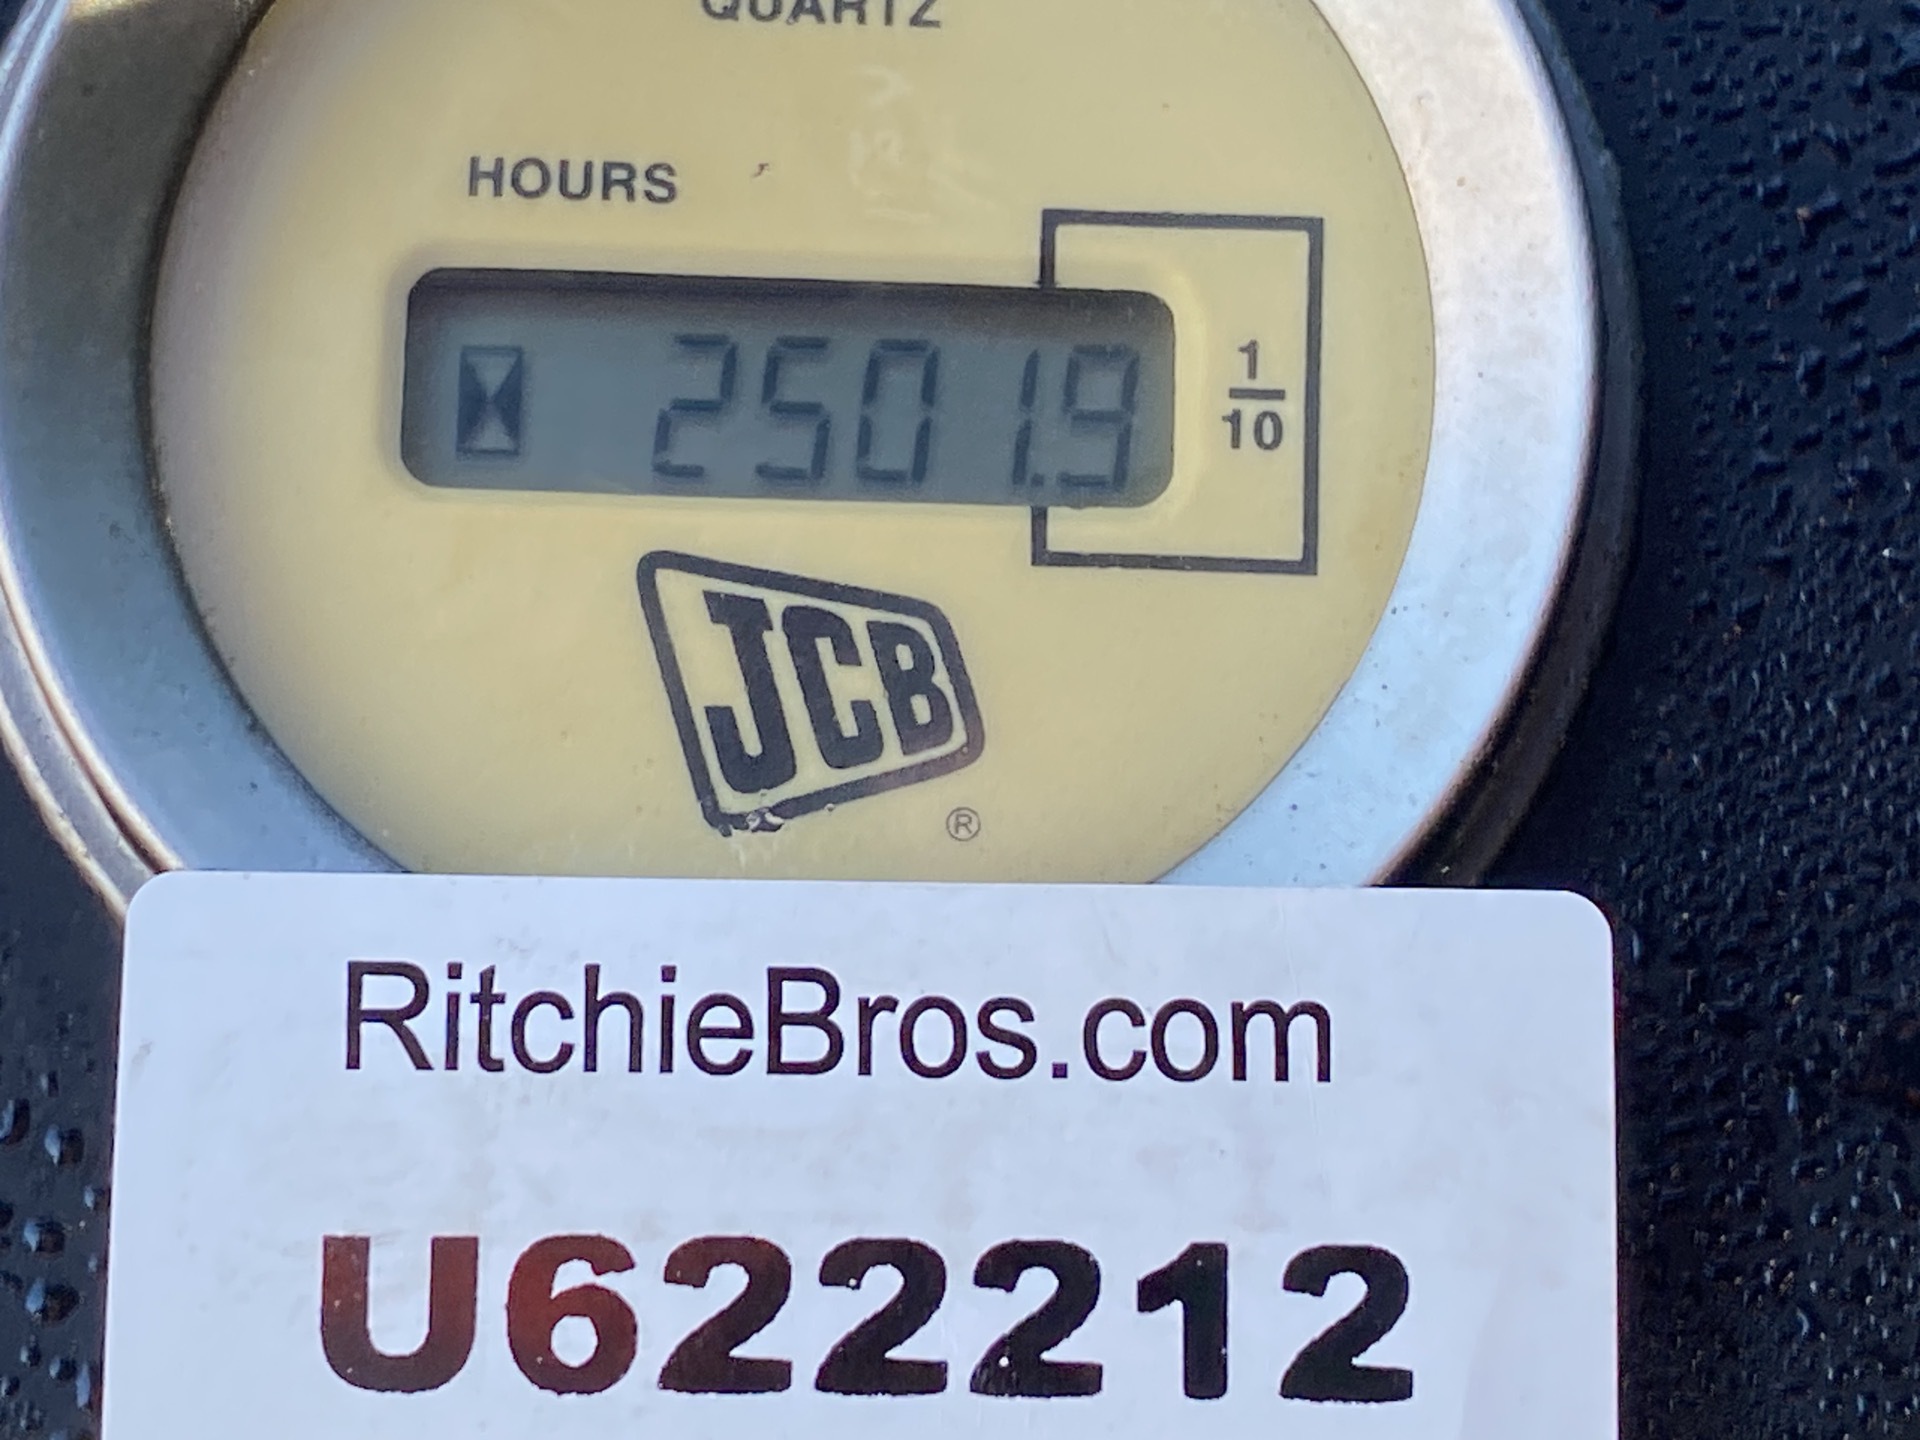 QUARTZ
HOURS
2501.9
1
10
JCB
®
RitchieBros.com
U622212